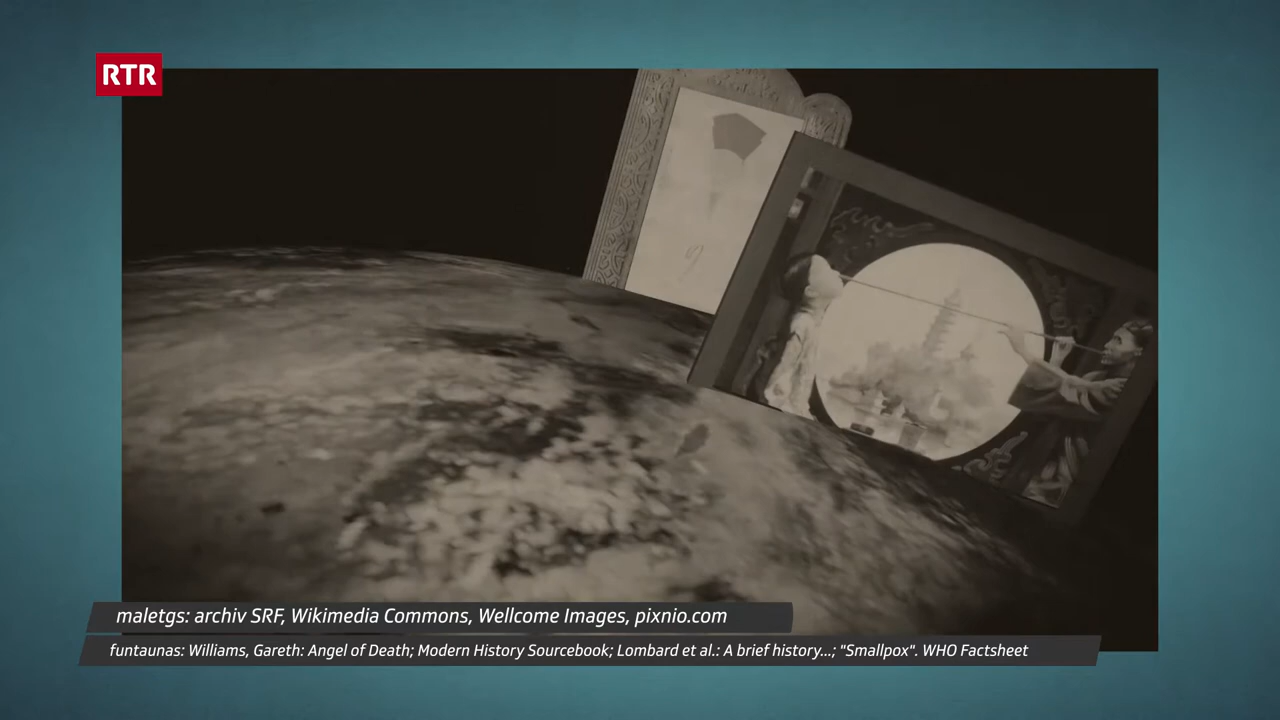 RTR
maletgs: archiv SRF, Wikimedia Commons, Wellcome Images, pixnio.com
funtaunas: Williams, Gareth: Angel of Death; Modern History Sourcebook; Lombard et al.: A brief history...; "Smallpox". WHO Factsheet